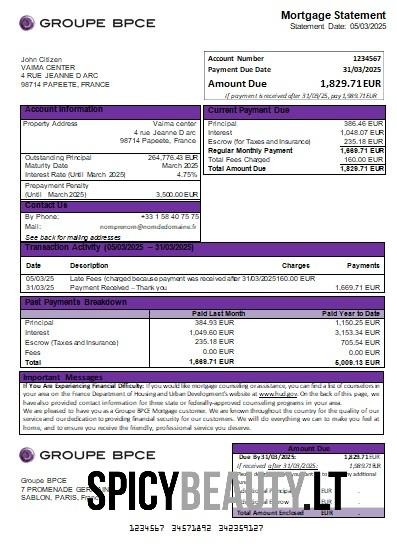 GROUPE BPCE
Mortgage Statement
Statement Date: 05/03/2025
John Citizen
VAIMA CENTER
4 RUE JEANNE D ARC
98714 PAPEETE, FRANCE
Account Number 1234567
Payment Due Date 31/03/2025
Amount Due 1,829.71 EUR
If payment is received after 31/03/25, pay 1,989.71EUR
Account Information
Property Address Vaima center
4 rue Jeanne D arc
98714 Papeete, FRANCE
Outstanding Principal 264,776.43 EUR
Maturity Date March 2025
Interest Rate (Until March 2025) 4.75%
Prepayment Penalty
(Until March 2025) 3,500.00 EUR
Contact Us
By Phone: +33 1 58 40 75 75
Mail: nomprenom@nomdedomaine.fr
See back for mailing addresses
Current Payment Due
Principal 386.46 EUR
Interest 1,048.07 EUR
Escrow (for Taxes and Insurance) 235.18 EUR
Regular Monthly Payment 1,669.71 EUR
Total Fees Charged 160.00 EUR
Total Amount Due 1,829.71 EUR
Transaction Activity (05/03/2025 – 31/03/2025)
Date Description Charges Payments
05/03/25 Late Fees (charged because payment was received after 31/03/2025160.00 EUR
31/03/25 Payment Received – Thank you 1,669.71 EUR
Past Payments Breakdown
Paid Last Month Paid Year to Date
Principal 384.93 EUR 1,150.25 EUR
Interest 1,049.60 EUR 3,153.34 EUR
Escrow (Taxes and Insurance) 235.18 EUR 705.54 EUR
Fees 0.00 EUR 0.00 EUR
Total 1,669.71 EUR 5,009.13 EUR
Important Messages
If You Are Experiencing Financial Difficulty: If you would like mortgage counseling or assistance, you can find a list of counselors in
your area on the France Department of Housing and Urban Development's website at www.hud.gov. On the back of this page, we
have also provided contact information for three state or federally-approved counseling programs in your area.
We are pleased to have you as a Groupe BPCE Mortgage customer. We are known throughout the country for the quality of our
service and our dedication to providing financial security for our customers. We will do everything we can to make you feel at
home, and to ensure you receive the friendly, professional service you deserve.
GROUPE BPCE
Groupe BPCE
7 PROMENADE
SABLON, PARIS,
Amount Due
Due By 31/03/2025: 1,829.71EUR
If received after 31/03/2025: 1,989.71EUR
Total Amount Enclosed EUR
SPICYBEAUTY.LT
1234567 34571892 342359127